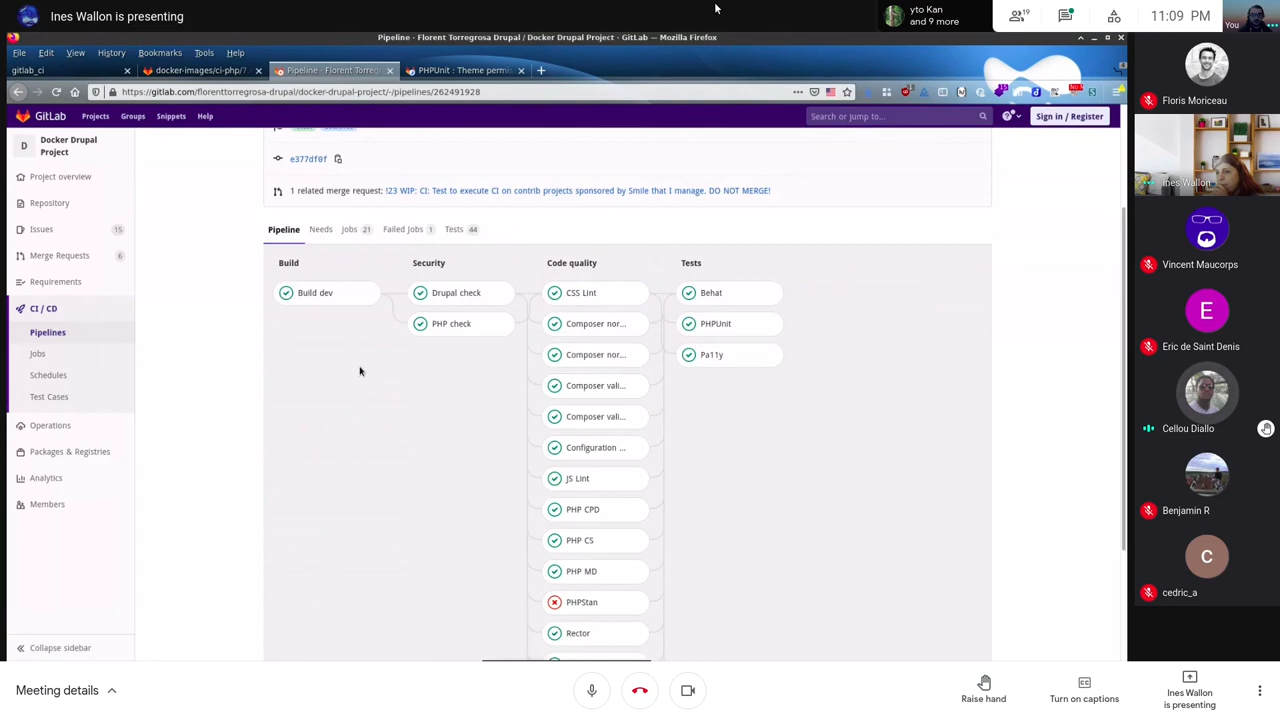 Ines Wallon is presenting
yto Kan
and 9 more
19
11:09 PM
You
Pipeline · Florent Torregrosa Drupal / Docker Drupal Project · GitLab — Mozilla Firefox
File Edit View History Bookmarks Tools Help
gitlab_ci
docker-images/ci-php/7.
Pipeline · Florent Torreg
PHPUnit : Theme permis
https://gitlab.com/florenttorregrosa-drupal/docker-drupal-project/-/pipelines/262491928
GitLab Projects Groups Snippets Help
Search or jump to...
Sign in / Register
D
Docker Drupal
Project
Project overview
Repository
Issues 15
Merge Requests 6
Requirements
CI / CD
Pipelines
Jobs
Schedules
Test Cases
Operations
Packages & Registries
Analytics
Members
Collapse sidebar
e377df0f
1 related merge request: !23 WIP: CI: Test to execute CI on contrib projects sponsored by Smile that I manage. DO NOT MERGE!
Pipeline Needs Jobs 21 Failed Jobs 1 Tests 44
Build
Build dev
Security
Drupal check
PHP check
Code quality
CSS Lint
Composer nor...
Composer nor...
Composer vali...
Composer vali...
Configuration ...
JS Lint
PHP CPD
PHP CS
PHP MD
PHPStan
Rector
Tests
Behat
PHPUnit
Pa11y
Floris Moriceau
Ines Wallon
Vincent Maucorps
E
Eric de Saint Denis
Cellou Diallo
Benjamin R
C
cedric_a
Meeting details
Raise hand
Turn on captions
Ines Wallon
is presenting